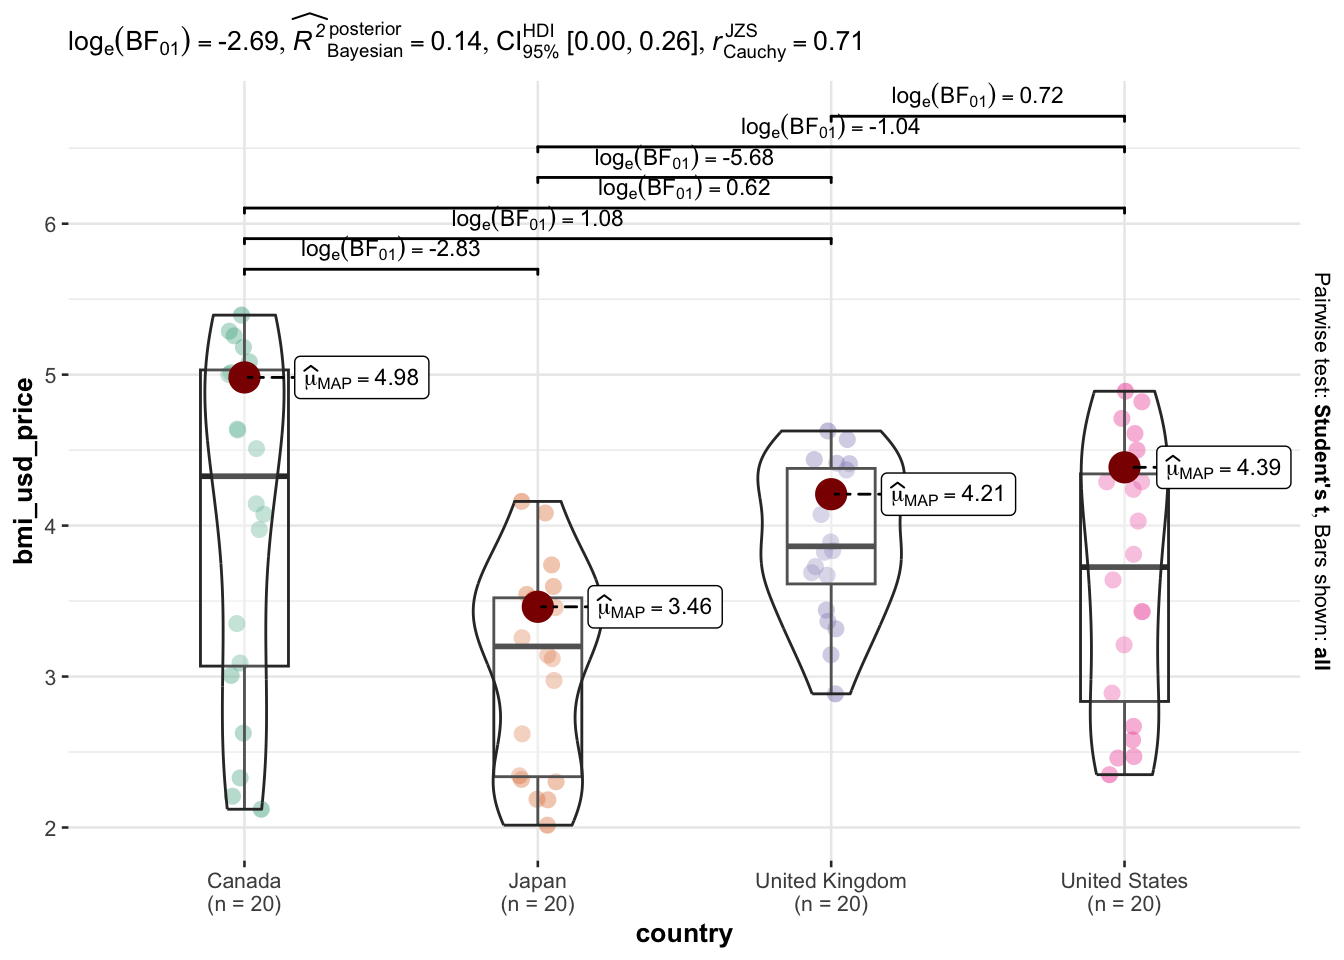 logₑ(BF₀₁) = -2.69, R̂² posterior Bayesian = 0.14, CI HDI 95% [0.00, 0.26], r JZS Cauchy = 0.71
logₑ(BF₀₁) = 0.72
logₑ(BF₀₁) = -1.04
logₑ(BF₀₁) = -5.68
logₑ(BF₀₁) = 0.62
logₑ(BF₀₁) = 1.08
logₑ(BF₀₁) = -2.83
6
5
4
3
2
bmi_usd_price
μ̂MAP = 4.98
μ̂MAP = 3.46
μ̂MAP = 4.21
μ̂MAP = 4.39
Pairwise test: Student's t, Bars shown: all
Canada
(n = 20)
Japan
(n = 20)
United Kingdom
(n = 20)
United States
(n = 20)
country